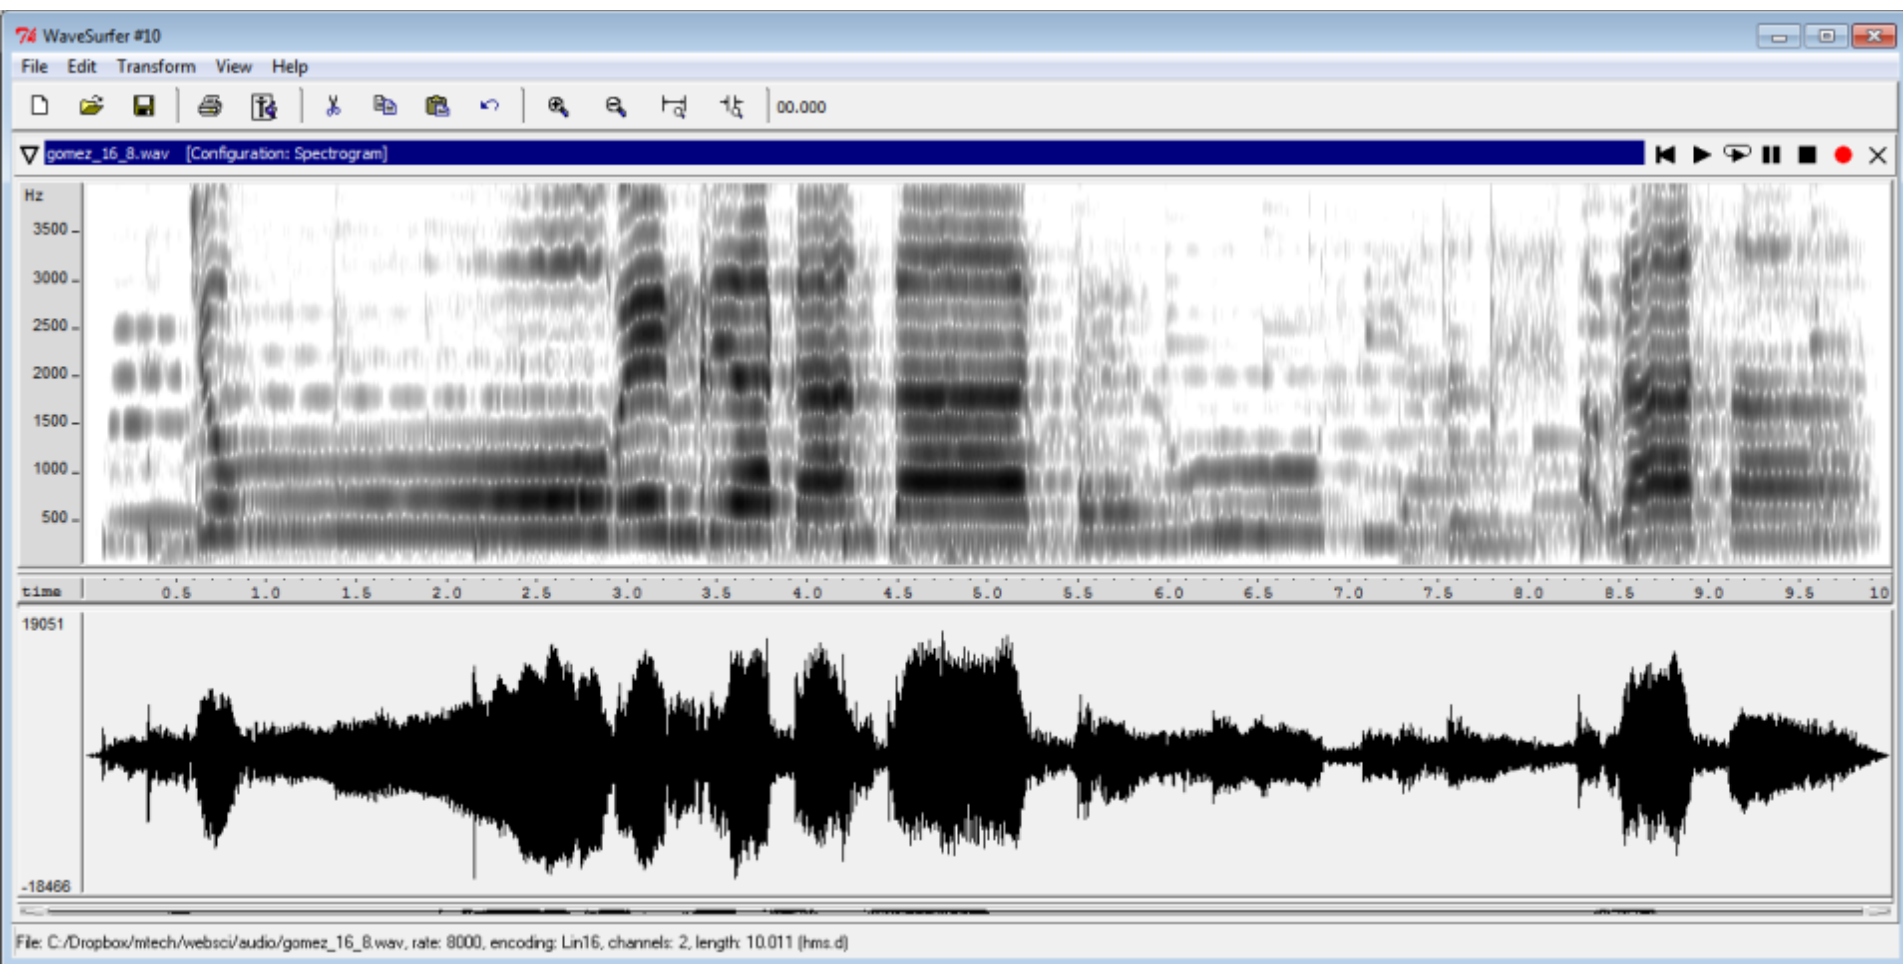 WaveSurfer #10
File Edit Transform View Help
00.000
gomez_16_8.wav [Configuration: Spectrogram]
Hz
3500
3000
2500
2000
1500
1000
500
time 0.5 1.0 1.5 2.0 2.5 3.0 3.5 4.0 4.5 5.0 5.5 6.0 6.5 7.0 7.5 8.0 8.5 9.0 9.5 10
19051
-18466
File: C:/Dropbox/mtech/websci/audio/gomez_16_8.wav, rate: 8000, encoding: Lin16, channels: 2, length: 10.011 (hms.d)